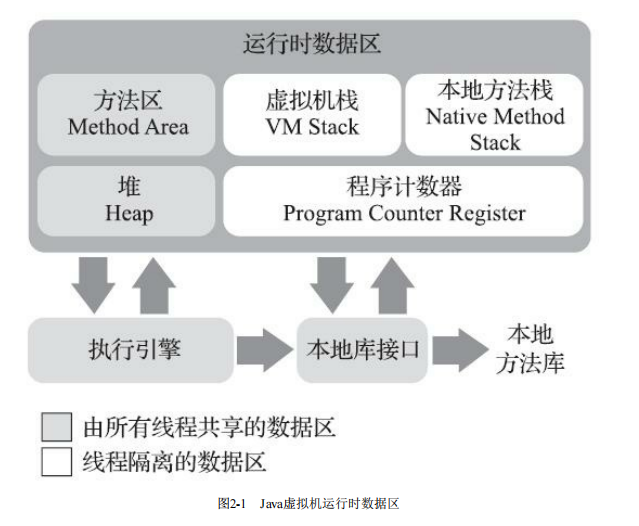 运行时数据区
方法区
Method Area
虚拟机栈
VM Stack
本地方法栈
Native Method
Stack
堆
Heap
程序计数器
Program Counter Register
执行引擎
本地库接口
本地
方法库
由所有线程共享的数据区
线程隔离的数据区
图2-1 Java虚拟机运行时数据区